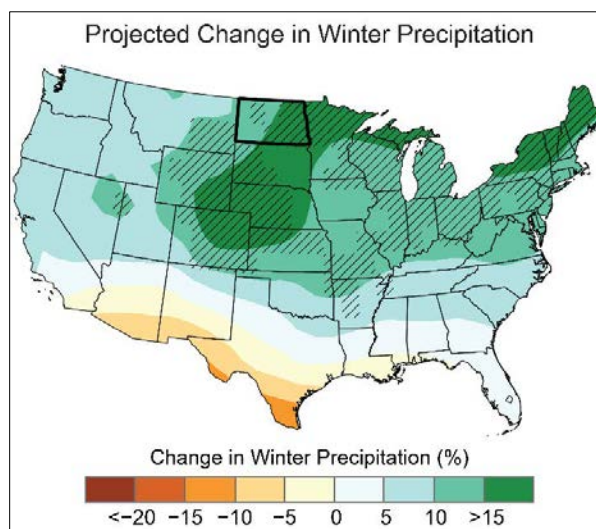 Projected Change in Winter Precipitation
Change in Winter Precipitation (%)
<-20 -15 -10 -5 0 5 10 >15